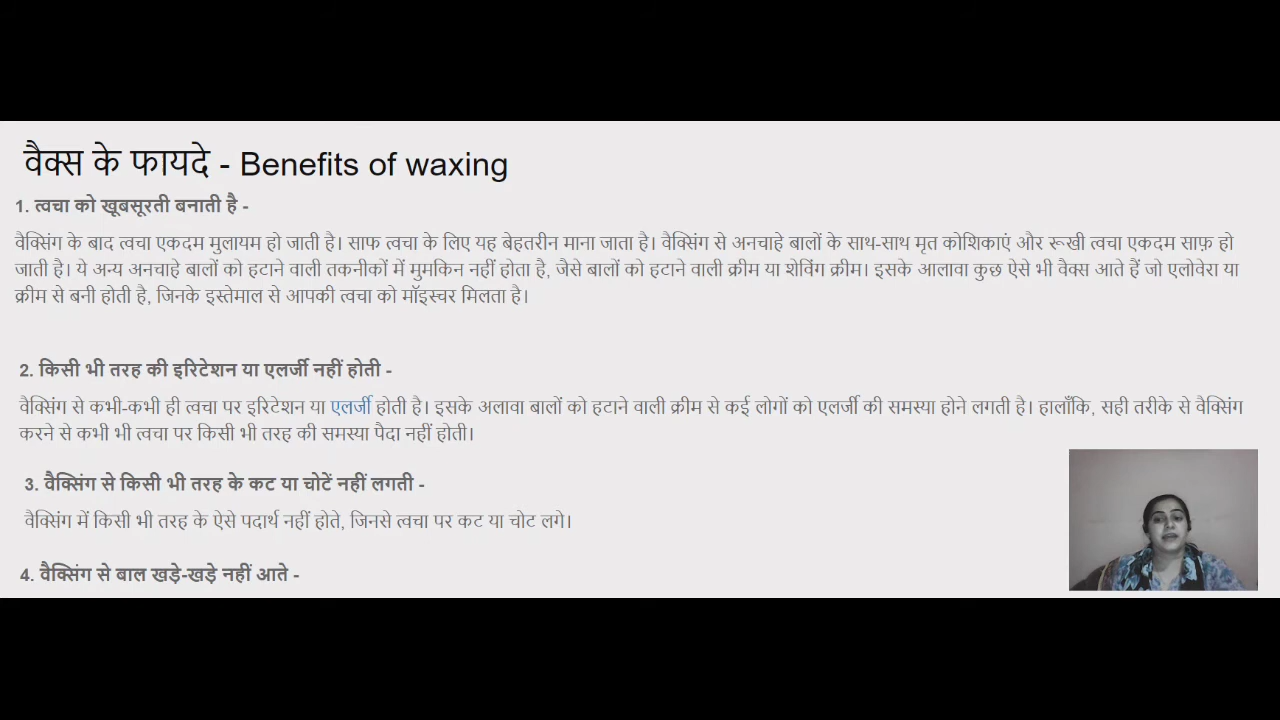 वैक्स के फायदे - Benefits of waxing
1. त्वचा को खूबसूरती बनाती है -
वैक्सिंग के बाद त्वचा एकदम मुलायम हो जाती है। साफ त्वचा के लिए यह बेहतरीन माना जाता है। वैक्सिंग से अनचाहे बालों के साथ-साथ मृत कोशिकाएं और रूखी त्वचा एकदम साफ़ हो
जाती है। ये अन्य अनचाहे बालों को हटाने वाली तकनीकों में मुमकिन नहीं होता है, जैसे बालों को हटाने वाली क्रीम या शेविंग क्रीम। इसके आलावा कुछ ऐसे भी वैक्स आते हैं जो एलोवेरा या
क्रीम से बनी होती है, जिनके इस्तेमाल से आपकी त्वचा को मॉइस्चर मिलता है।
2. किसी भी तरह की इरिटेशन या एलर्जी नहीं होती -
वैक्सिंग से कभी-कभी ही त्वचा पर इरिटेशन या एलर्जी होती है। इसके अलावा बालों को हटाने वाली क्रीम से कई लोगों को एलर्जी की समस्या होने लगती है। हालाँकि, सही तरीके से वैक्सिंग
करने से कभी भी त्वचा पर किसी भी तरह की समस्या पैदा नहीं होती।
3. वैक्सिंग से किसी भी तरह के कट या चोटें नहीं लगती -
वैक्सिंग में किसी भी तरह के ऐसे पदार्थ नहीं होते, जिनसे त्वचा पर कट या चोट लगे।
4. वैक्सिंग से बाल खड़े-खड़े नहीं आते -